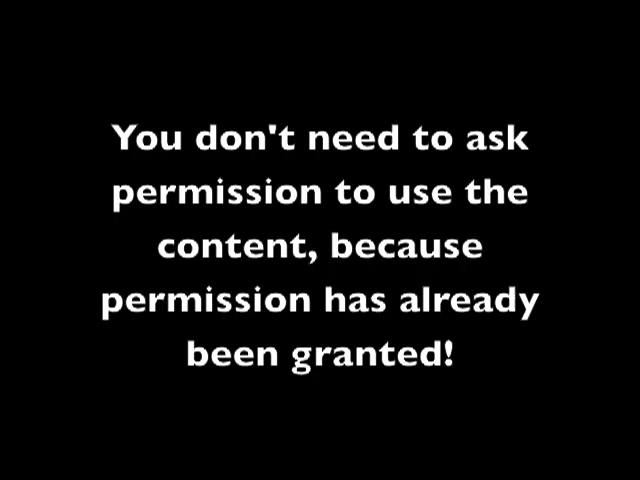 You don't need to ask
permission to use the
content, because
permission has already
been granted!